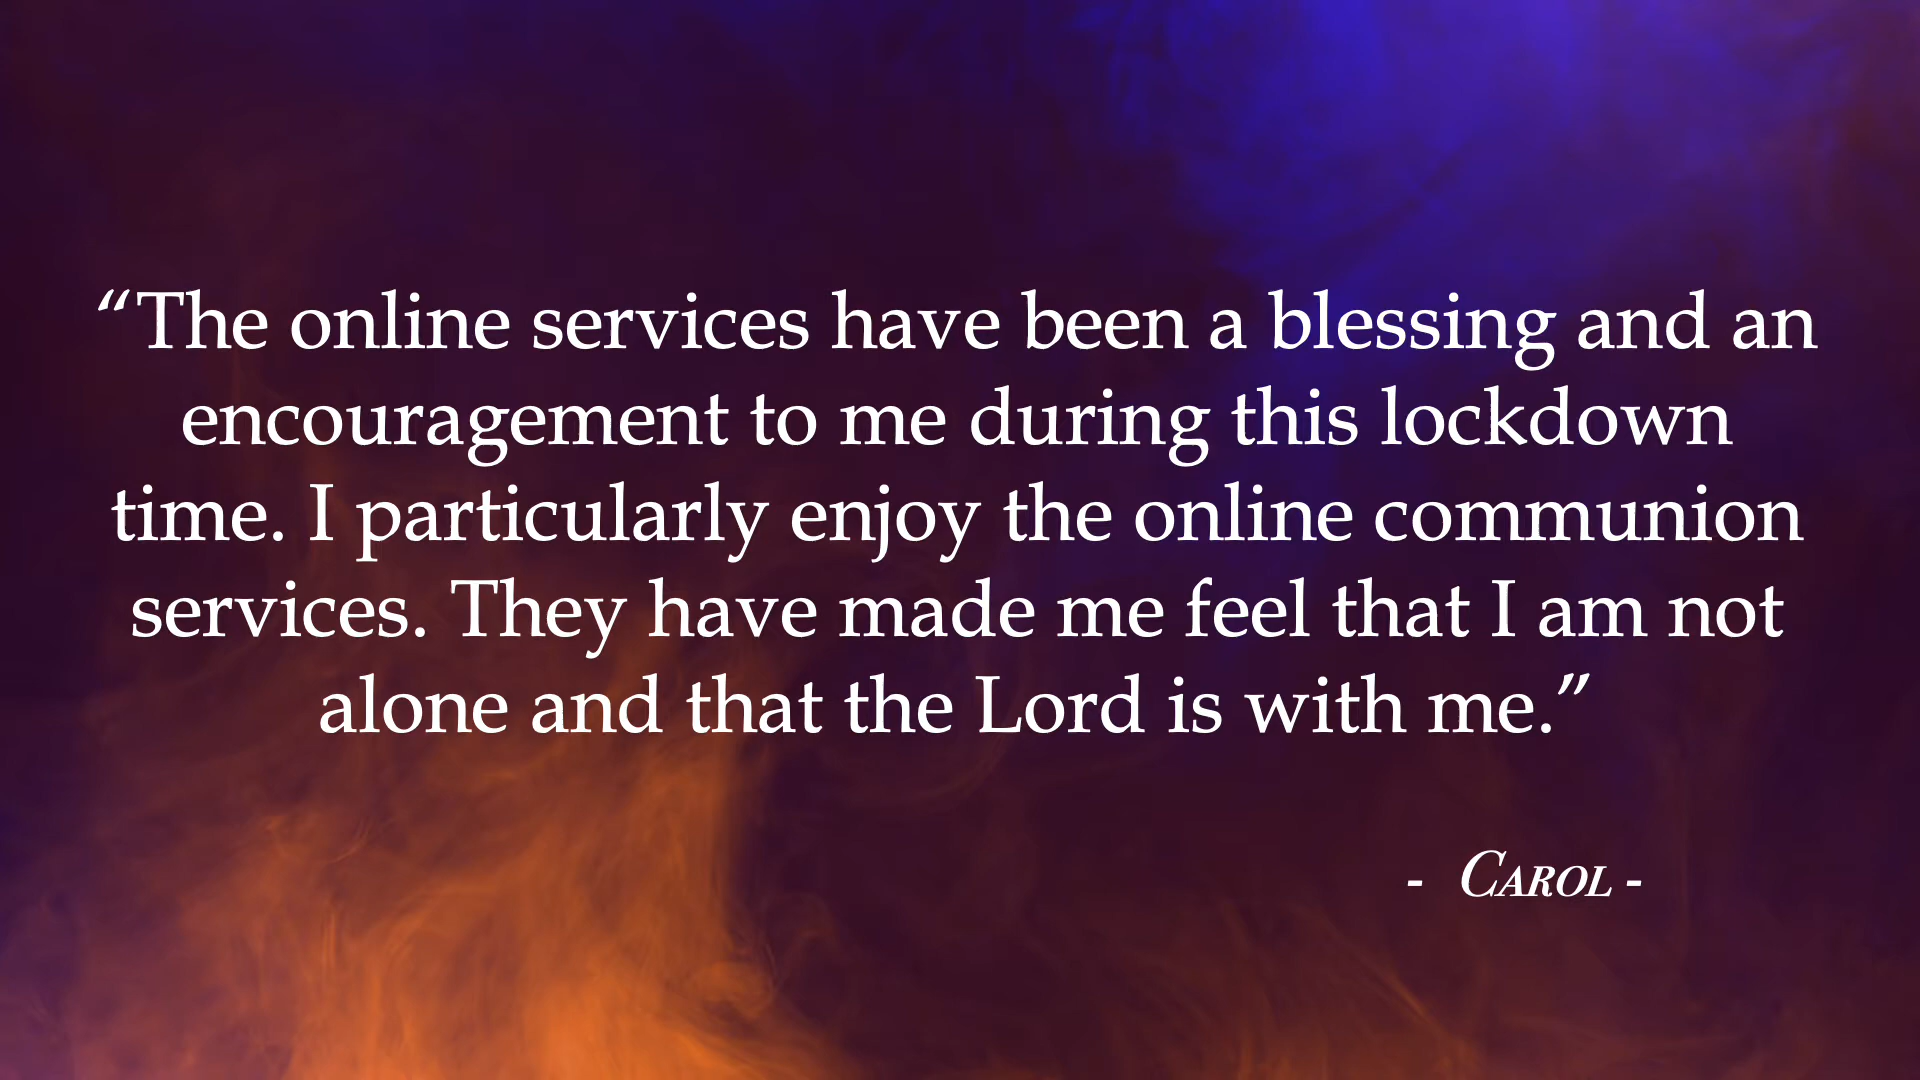 “The online services have been a blessing and an
encouragement to me during this lockdown
time. I particularly enjoy the online communion
services. They have made me feel that I am not
alone and that the Lord is with me.”
- Carol -